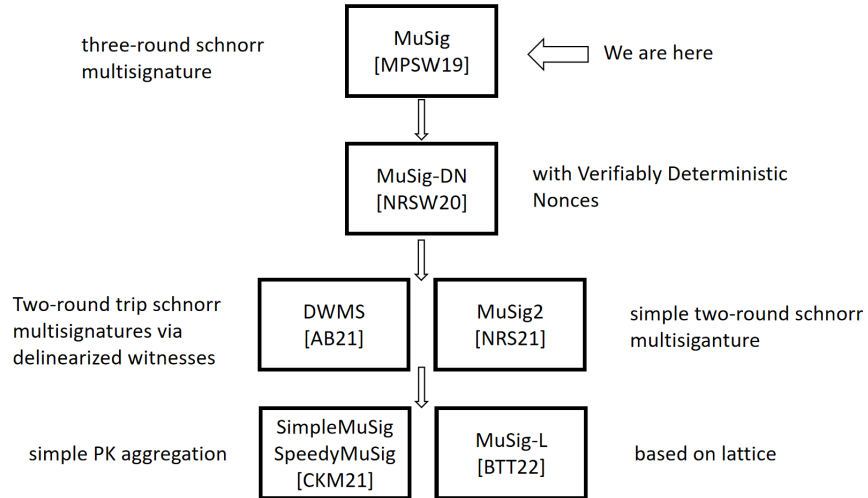 three-round schnorr
multisignature
MuSig
[MPSW19]
We are here
MuSig-DN
[NRSW20]
with Verifiably Deterministic
Nonces
Two-round trip schnorr
multisignatures via
delinearized witnesses
DWMS
[AB21]
MuSig2
[NRS21]
simple two-round schnorr
multisiganture
simple PK aggregation
SimpleMuSig
SpeedyMuSig
[CKM21]
MuSig-L
[BTT22]
based on lattice